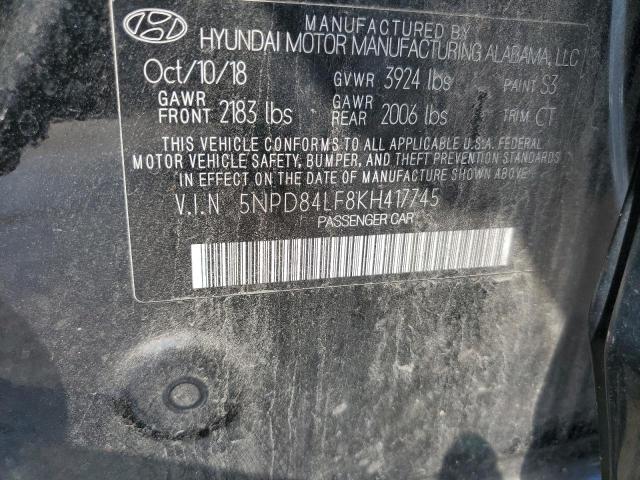 MANUFACTURED BY
HYUNDAI MOTOR MANUFACTURING ALABAMA, LLC
Oct/10/18 GVWR 3924 lbs PAINT S3
GAWR FRONT 2183 lbs GAWR REAR 2006 lbs TRIM CT
THIS VEHICLE CONFORMS TO ALL APPLICABLE U.S.A. FEDERAL
MOTOR VEHICLE SAFETY, BUMPER, AND THEFT PREVENTION STANDARDS
IN EFFECT ON THE DATE OF MANUFACTURE SHOWN ABOVE.
V.I.N 5NPD84LF8KH417745
PASSENGER CAR